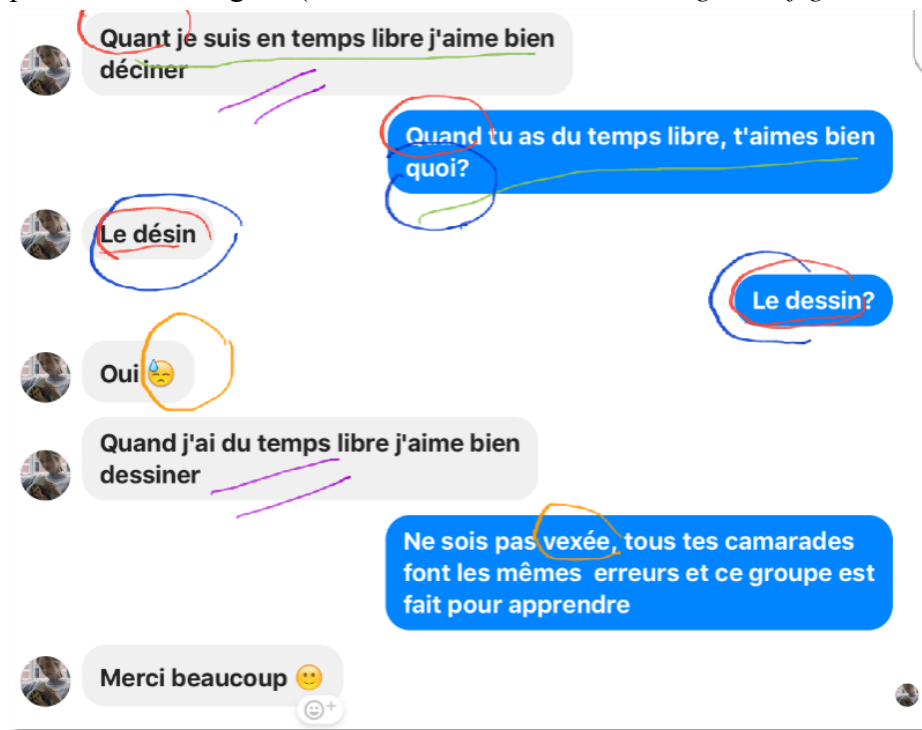 Quant je suis en temps libre j'aime bien
déciner
Quand tu as du temps libre, t'aimes bien
quoi?
Le désin
Le dessin?
Oui 😓
Quand j'ai du temps libre j'aime bien
dessiner
Ne sois pas vexée, tous tes camarades
font les mêmes  erreurs et ce groupe est
fait pour apprendre
Merci beaucoup 🙂